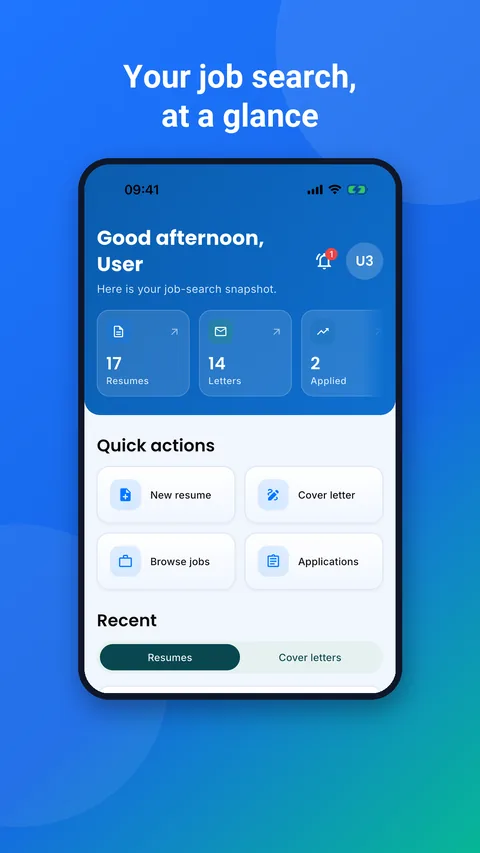 Your job search,
at a glance
09:41
Good afternoon,
User
1
U3
Here is your job-search snapshot.
17
Resumes
14
Letters
2
Applied
Quick actions
New resume
Cover letter
Browse jobs
Applications
Recent
Resumes
Cover letters